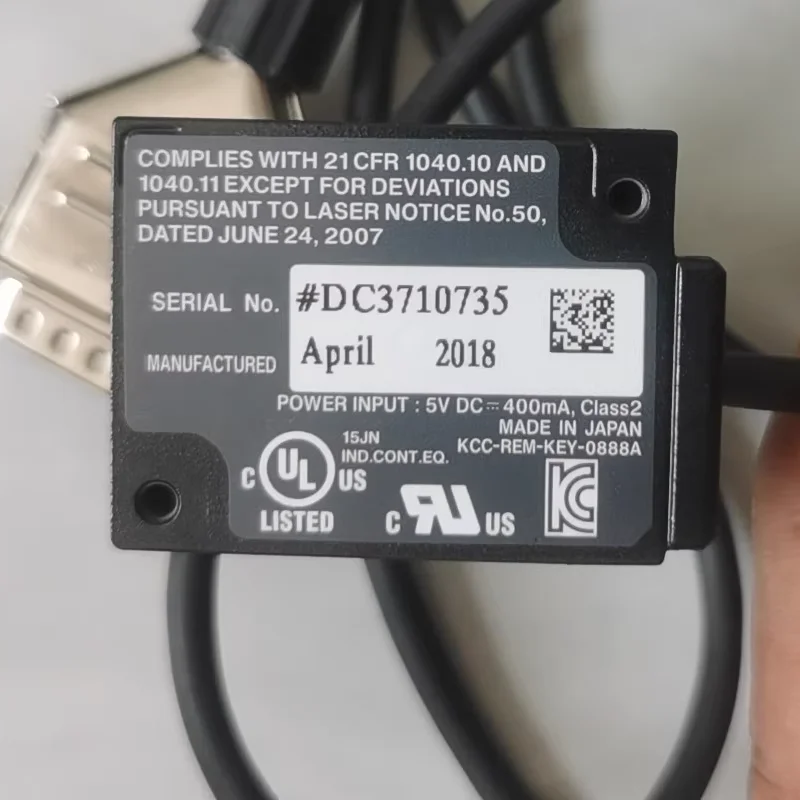 COMPLIES WITH 21 CFR 1040.10 AND
1040.11 EXCEPT FOR DEVIATIONS
PURSUANT TO LASER NOTICE No.50,
DATED JUNE 24, 2007
SERIAL No. #DC3710735
MANUFACTURED April 2018
POWER INPUT : 5V DC⎓400mA, Class2
MADE IN JAPAN
KCC-REM-KEY-0888A
15JN
IND.CONT.EQ.
C UL US
LISTED
C RU US
KC